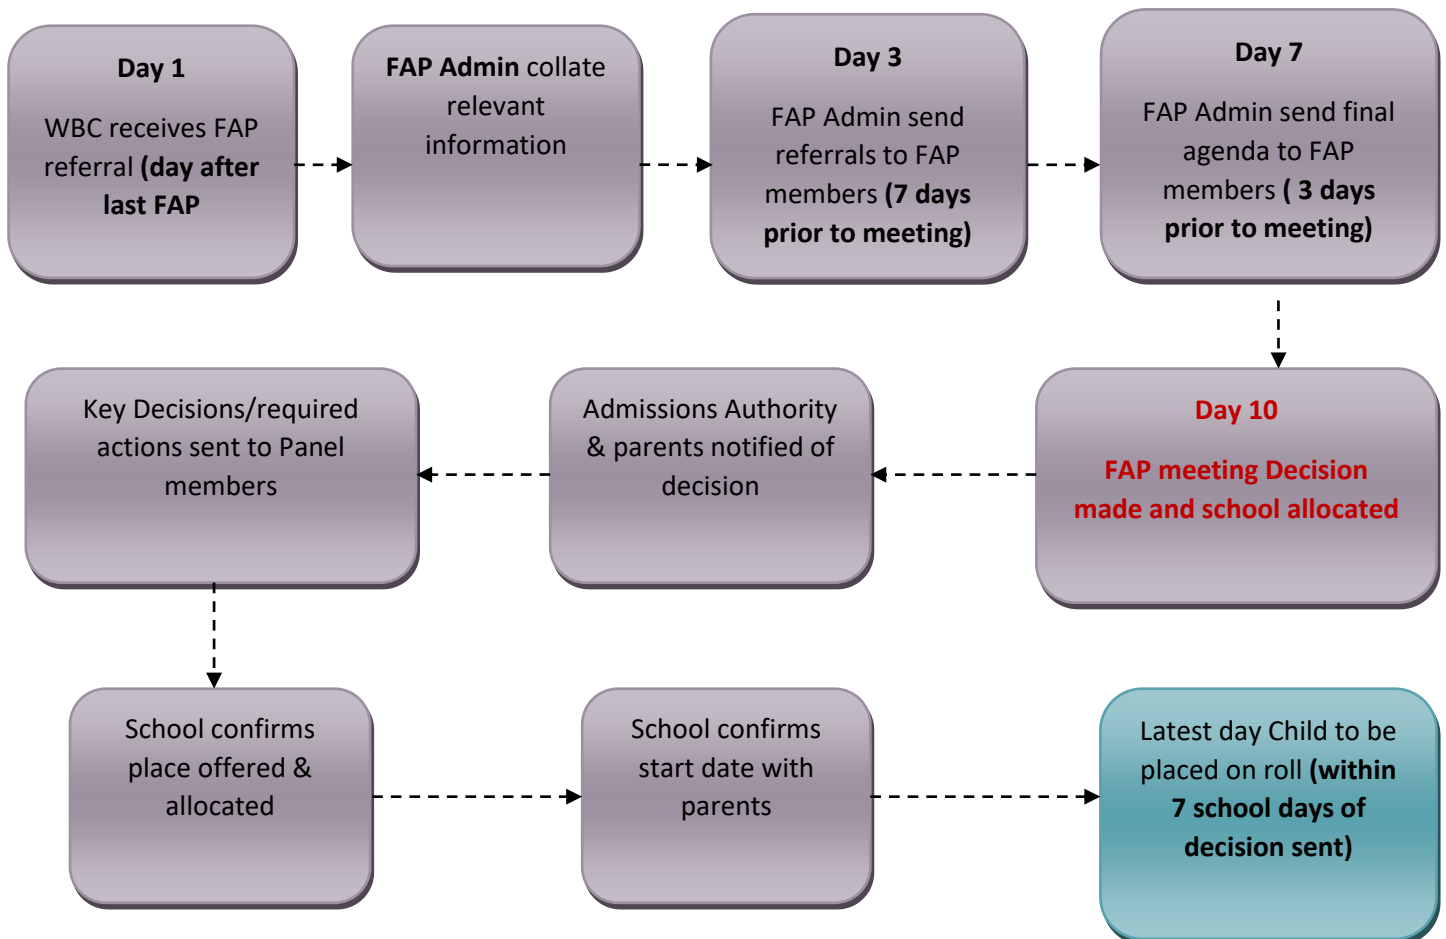 Day 1
WBC receives FAP
referral (day after
last FAP
FAP Admin collate
relevant
information
Day 3
FAP Admin send
referrals to FAP
members (7 days
prior to meeting)
Day 7
FAP Admin send final
agenda to FAP
members ( 3 days
prior to meeting)
Day 10
FAP meeting Decision
made and school allocated
Admissions Authority
& parents notified of
decision
Key Decisions/required
actions sent to Panel
members
School confirms
place offered &
allocated
School confirms
start date with
parents
Latest day Child to be
placed on roll (within
7 school days of
decision sent)